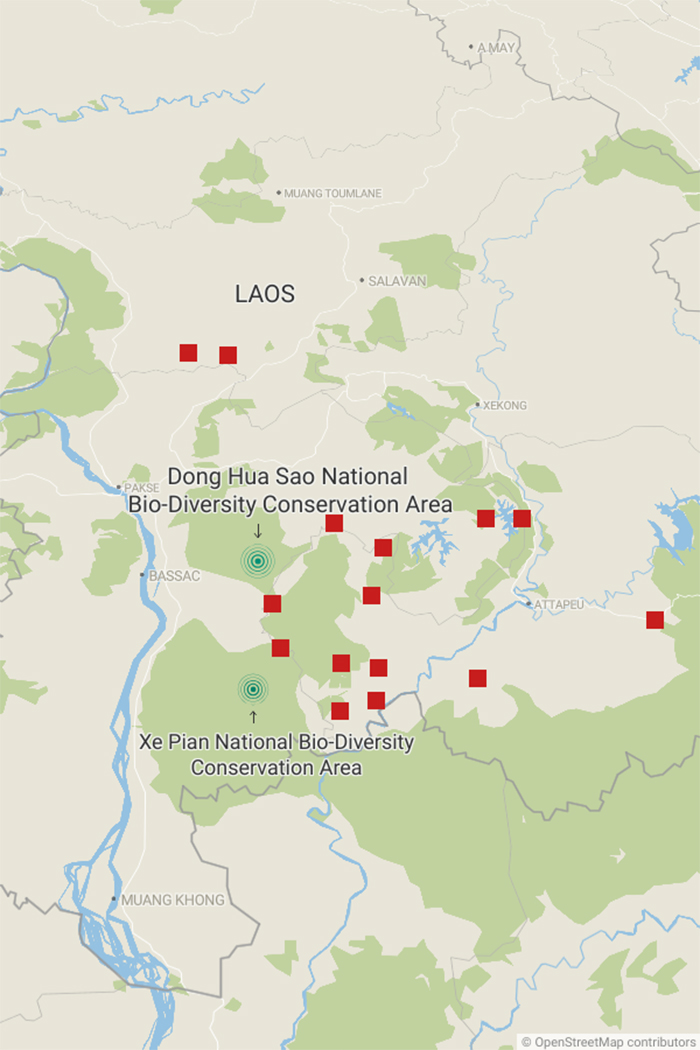 A MAY
MUANG TOUMLANE
SALAVAN
LAOS
XEKONG
Dong Hua Sao National
Bio-Diversity Conservation Area
PAKSE
BASSAC
ATTAPEU
Xe Pian National Bio-Diversity
Conservation Area
MUANG KHONG
© OpenStreetMap contributors